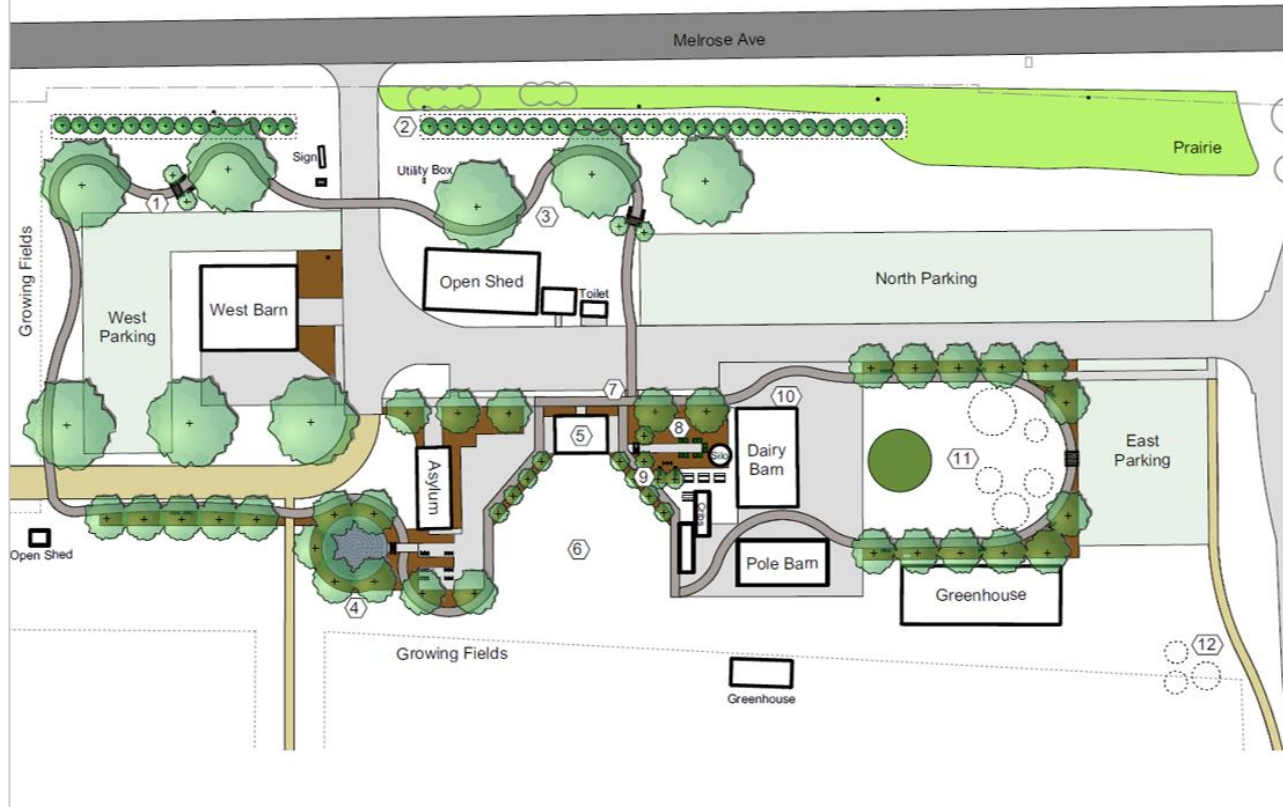 Melrose Ave
2
Prairie
Sign
Utility Box
1
3
Growing Fields
Open Shed
Toilet
North Parking
West Barn
West
Parking
7
10
8
5
Silo
Dairy
Barn
East
Parking
11
9
Asylum
Cribs
6
Open Shed
Pole Barn
Greenhouse
4
Growing Fields
12
Greenhouse